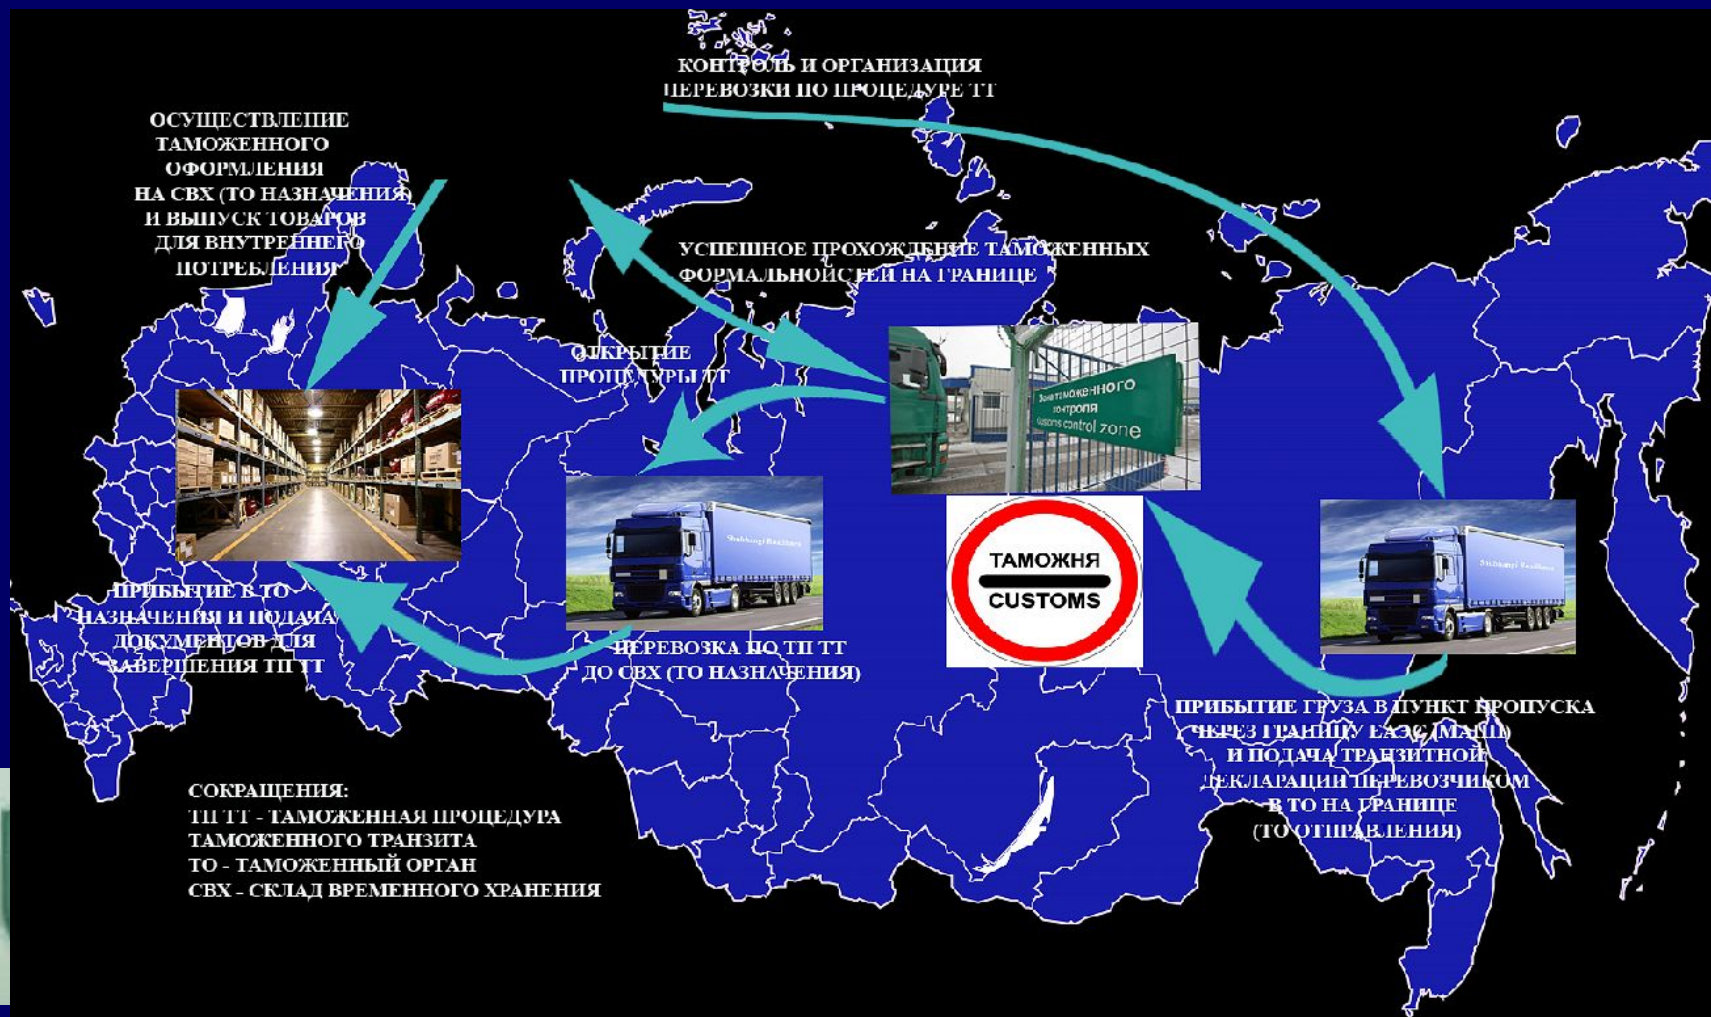 КОНТРОЛЬ И ОРГАНИЗАЦИЯ
ПЕРЕВОЗКИ ПО ПРОЦЕДУРЕ ТТ
ОСУЩЕСТВЛЕНИЕ
ТАМОЖЕННОГО
ОФОРМЛЕНИЯ
НА СВХ (ТО НАЗНАЧЕНИЯ)
И ВЫПУСК ТОВАРОВ
ДЛЯ ВНУТРЕННЕГО
ПОТРЕБЛЕНИЯ
УСПЕШНОЕ ПРОХОЖДЕНИЕ ТАМОЖЕННЫХ
ФОРМАЛЬНОЙСТЕЙ НА ГРАНИЦЕ
ОТКРЫТИЕ
ПРОЦЕДУРЫ ТТ
Зона таможенного
контроля
Customs control zone
ТАМОЖНЯ
CUSTOMS
ПРИБЫТИЕ В ТО
НАЗНАЧЕНИЯ И ПОДАЧА
ДОКУМЕНТОВ ДЛЯ
ЗАВЕРШЕНИЯ ТП ТТ
ПЕРЕВОЗКА ПО ТП ТТ
ДО СВХ (ТО НАЗНАЧЕНИЯ)
ПРИБЫТИЕ ГРУЗА В ПУНКТ ПРОПУСКА
ЧЕРЕЗ ГРАНИЦУ ЕАЭС (МАПП)
И ПОДАЧА ТРАНЗИТНОЙ
ДЕКЛАРАЦИИ ПЕРЕВОЗЧИКОМ
В ТО НА ГРАНИЦЕ
(ТО ОТПРАВЛЕНИЯ)
СОКРАЩЕНИЯ:
ТП ТТ - ТАМОЖЕННАЯ ПРОЦЕДУРА
ТАМОЖЕННОГО ТРАНЗИТА
ТО - ТАМОЖЕННЫЙ ОРГАН
СВХ - СКЛАД ВРЕМЕННОГО ХРАНЕНИЯ